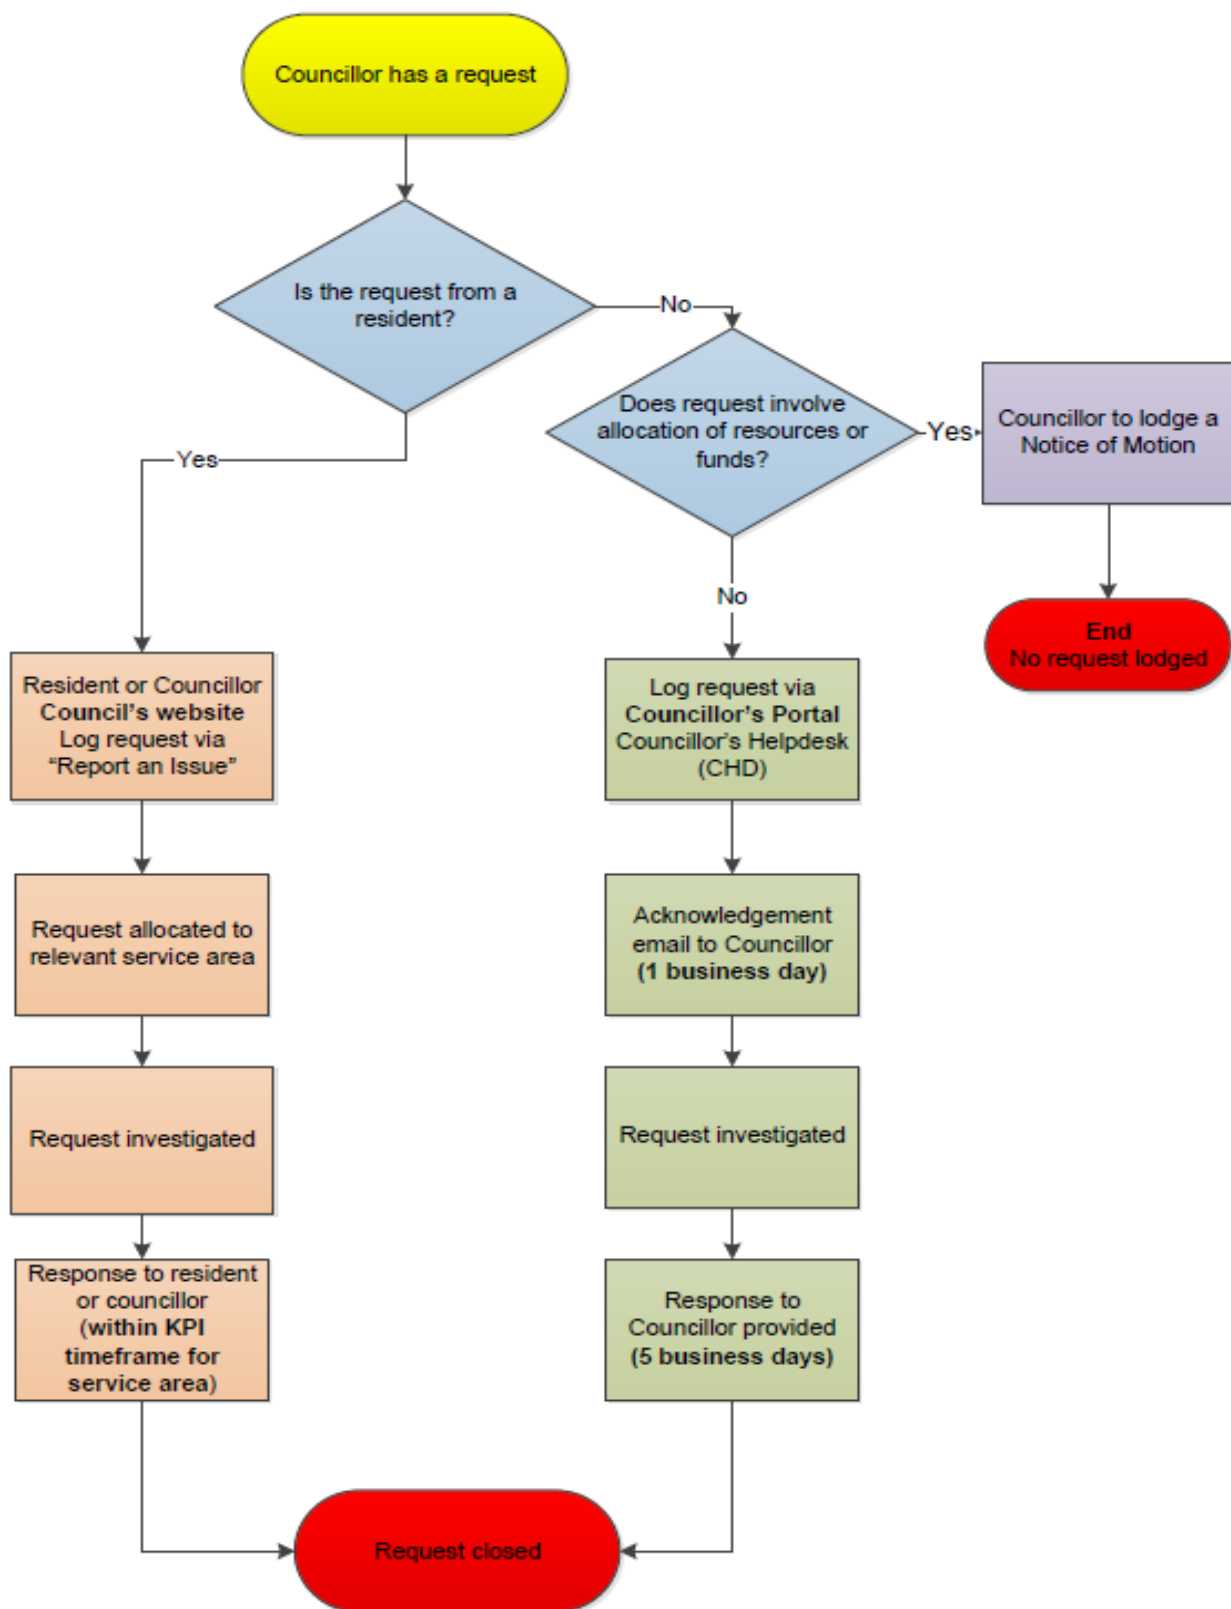 Councillor has a request
Is the request from a
resident?
No
Does request involve
allocation of resources or
funds?
Yes
Councillor to lodge a
Notice of Motion
End
No request lodged
Yes
No
Resident or Councillor
Council's website
Log request via
“Report an Issue”
Request allocated to
relevant service area
Request investigated
Response to resident
or councillor
(within KPI
timeframe for
service area)
Log request via
Councillor's Portal
Councillor's Helpdesk
(CHD)
Acknowledgement
email to Councillor
(1 business day)
Request investigated
Response to
Councillor provided
(5 business days)
Request closed